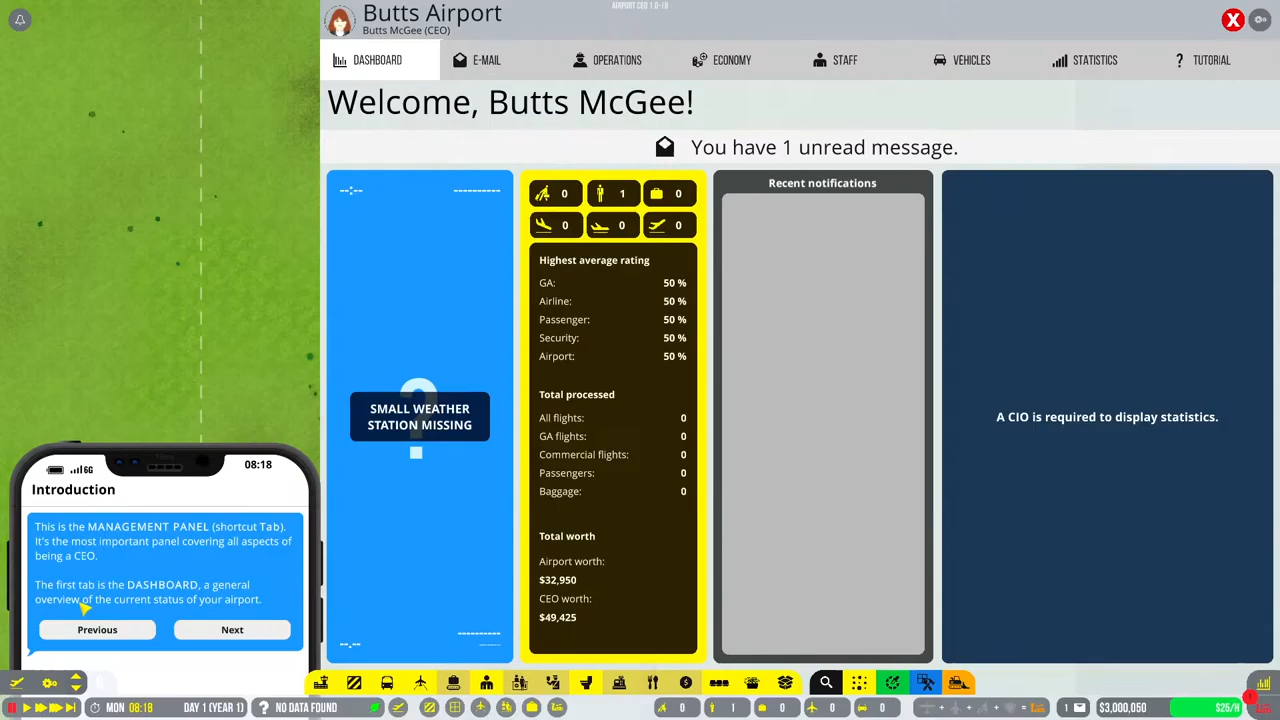 AIRPORT CEO 1.0-18
Butts Airport
Butts McGee (CEO)
X
DASHBOARD
E-MAIL
OPERATIONS
ECONOMY
STAFF
VEHICLES
STATISTICS
? TUTORIAL
Welcome, Butts McGee!
You have 1 unread message.
--:--
----------
?
SMALL WEATHER
STATION MISSING
0 1 0
0 0 0
Highest average rating
GA: 50 %
Airline: 50 %
Passenger: 50 %
Security: 50 %
Airport: 50 %
Total processed
All flights: 0
GA flights: 0
Commercial flights: 0
Passengers: 0
Baggage: 0
Total worth
Airport worth:
$32,950
CEO worth:
$49,425
Recent notifications
A CIO is required to display statistics.
6G
08:18
Introduction
This is the MANAGEMENT PANEL (shortcut Tab).
It's the most important panel covering all aspects of
being a CEO.
The first tab is the DASHBOARD, a general
overview of the current status of your airport.
Previous
Next
MON 08:18
DAY 1 (YEAR 1)
? NO DATA FOUND
0 1 0 0 0
1
$3,000,050
$25/H
!